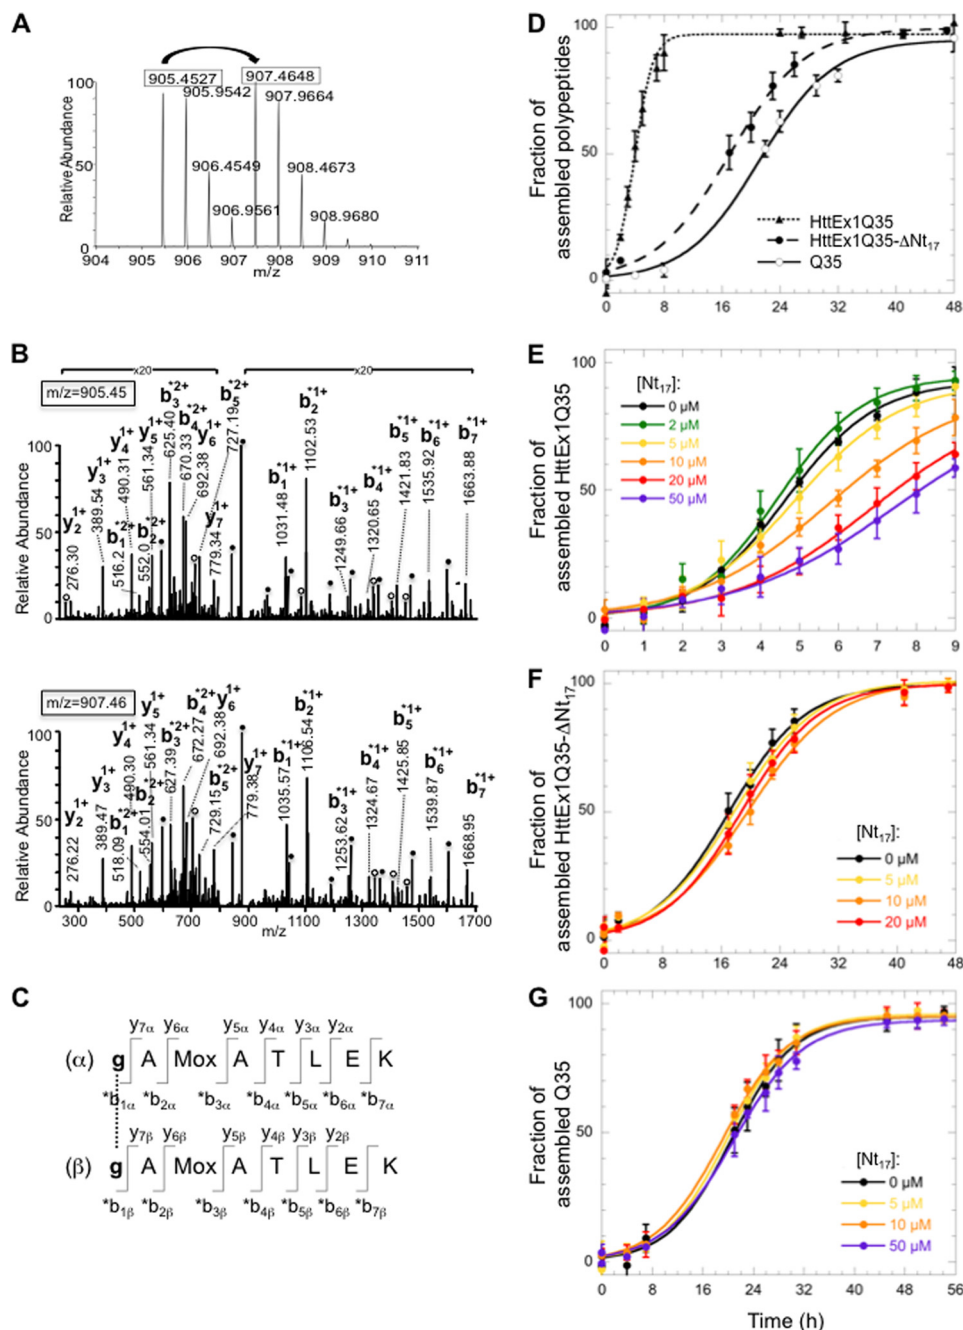 A
905.4527
907.4648
905.9542
907.9664
906.4549
908.4673
906.9561
908.9680
Relative Abundance
100
50
0
904 905 906 907 908 909 910 911
m/z
B
x20
x20
m/z=905.45
y2 1+
276.30
y3 1+
389.54
y4 1+
490.31
b1 *2+
516.2
b2 *2+
552.0
y5 1+
561.34
b3 *2+
625.40
b4 *2+
670.33
y6 1+
692.38
b5 *2+
727.19
y7 1+
779.34
b1 *1+
1031.48
b2 *1+
1102.53
b3 *1+
1249.66
b4 *1+
1320.65
b5 *1+
1421.83
b6 *1+
1535.92
b7 *1+
1663.88
Relative Abundance
100
50
0
m/z=907.46
y2 1+
276.22
y3 1+
389.47
y4 1+
490.30
b1 *2+
518.09
b2 *2+
554.01
y5 1+
561.34
b3 *2+
627.39
b4 *2+
672.27
y6 1+
692.38
b5 *2+
729.15
y7 1+
779.38
b1 *1+
1035.57
b2 *1+
1106.54
b3 *1+
1253.62
b4 *1+
1324.67
b5 *1+
1425.85
b6 *1+
1539.87
b7 *1+
1668.95
Relative Abundance
100
50
0
300 500 700 900 1100 1300 1500 1700
m/z
C
y7α y6α y5α y4α y3α y2α
(α) g A Mox A T L E K
*b1α *b2α *b3α *b4α *b5α *b6α *b7α
y7β y6β y5β y4β y3β y2β
(β) g A Mox A T L E K
*b1β *b2β *b3β *b4β *b5β *b6β *b7β
D
Fraction of
assembled polypeptides
100
50
0
HttEx1Q35
HttEx1Q35-ΔNt17
Q35
0 8 16 24 32 40 48
E
Fraction of
assembled HttEx1Q35
100
50
0
[Nt17]:
0 µM
2 µM
5 µM
10 µM
20 µM
50 µM
0 1 2 3 4 5 6 7 8 9
F
Fraction of
assembled HttEx1Q35-ΔNt17
100
50
0
[Nt17]:
0 µM
5 µM
10 µM
20 µM
0 8 16 24 32 40 48
G
Fraction of
assembled Q35
100
50
0
[Nt17]:
0 µM
5 µM
10 µM
50 µM
0 8 16 24 32 40 48 56
Time (h)